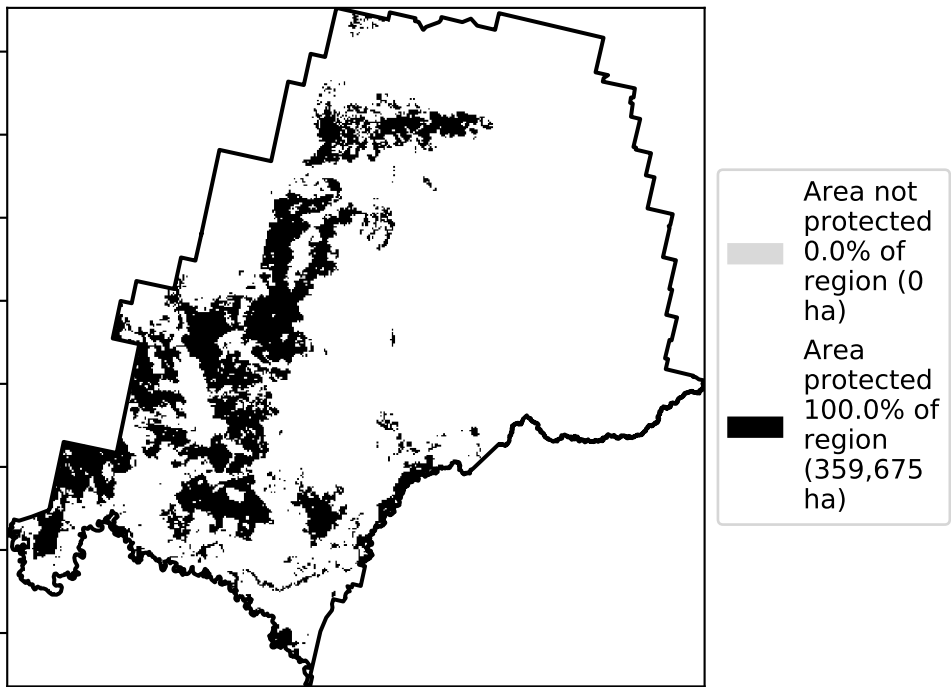 Area not
protected
0.0% of
region (0
ha)
Area
protected
100.0% of
region
(359,675
ha)